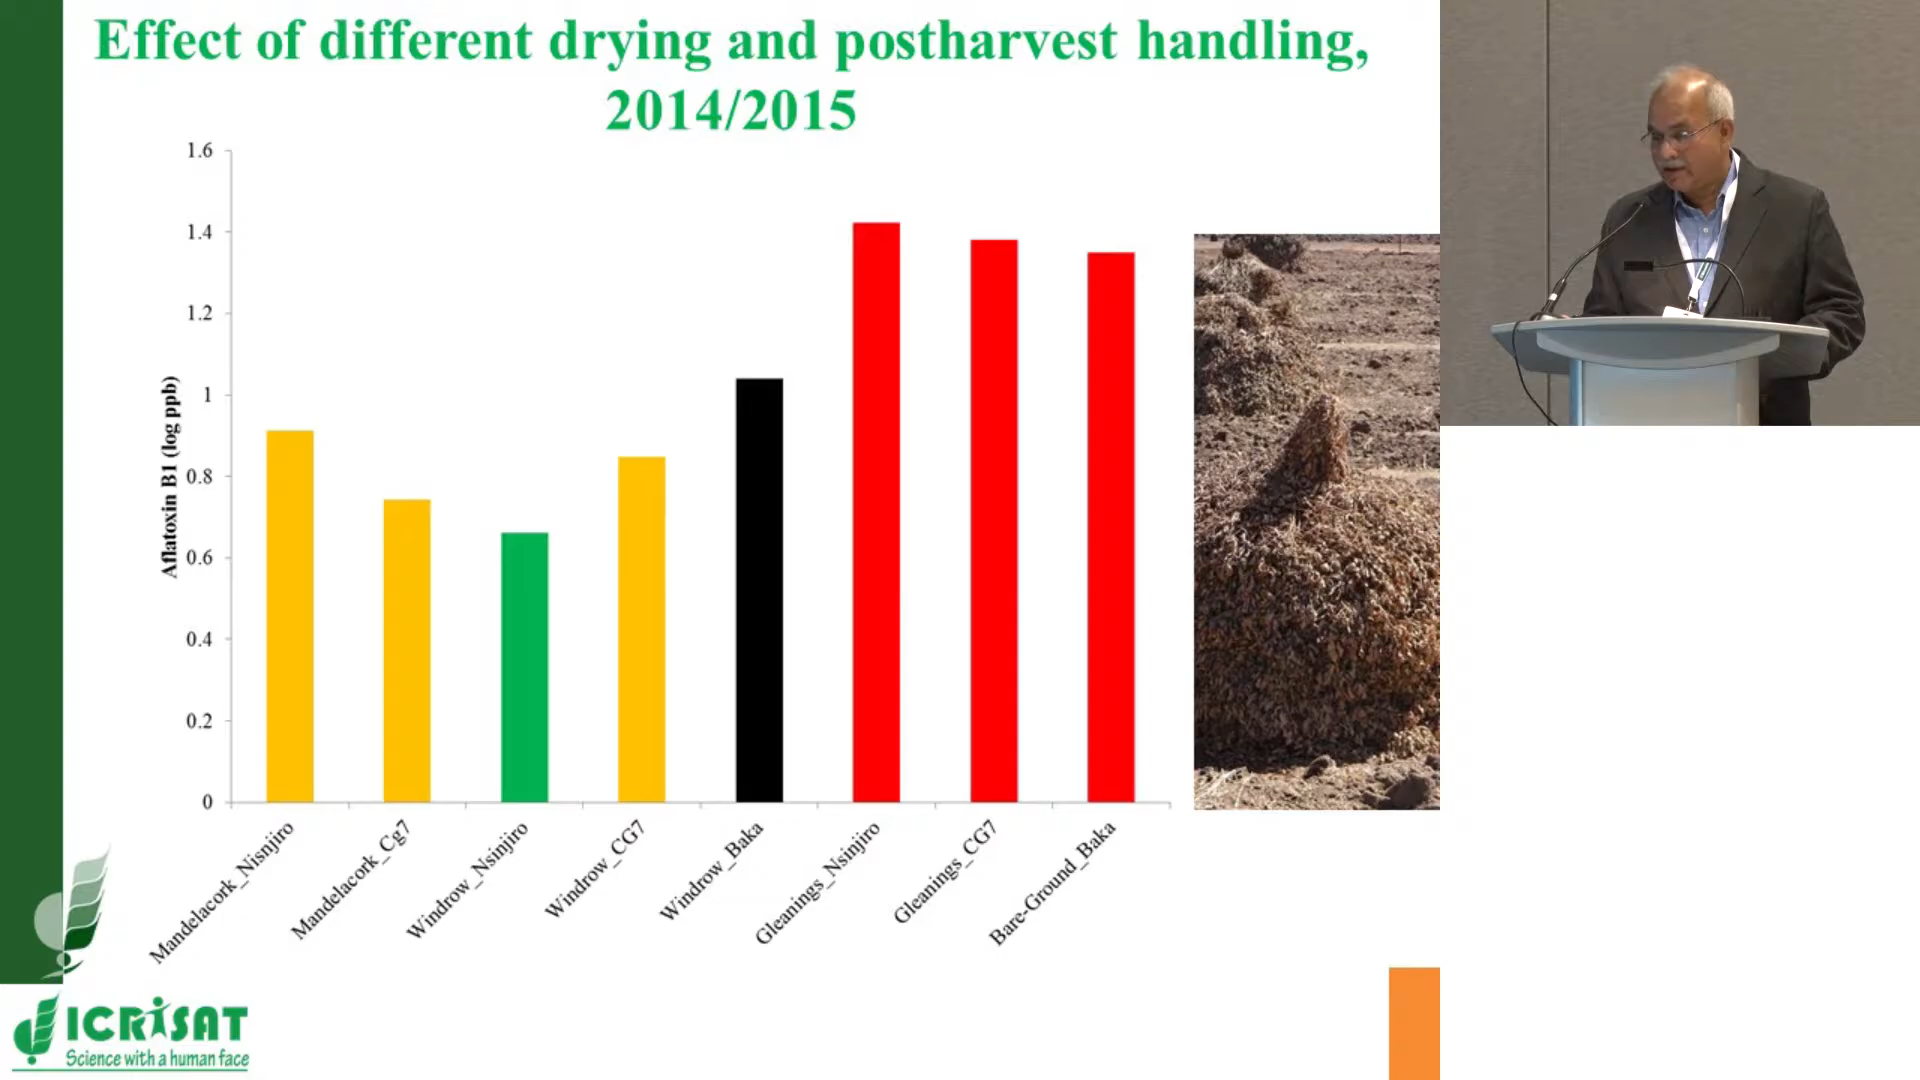 Effect of different drying and postharvest handling,
2014/2015
1.6
1.4
1.2
1
0.8
0.6
0.4
0.2
0
Aflatoxin B1 (log ppb)
Mandelacork_Nisnjiro
Mandelacork_Cg7
Windrow_Nsinjiro
Windrow_CG7
Windrow_Baka
Gleanings_Nsinjiro
Gleanings_CG7
Bare-Ground_Baka
ICRISAT
Science with a human face